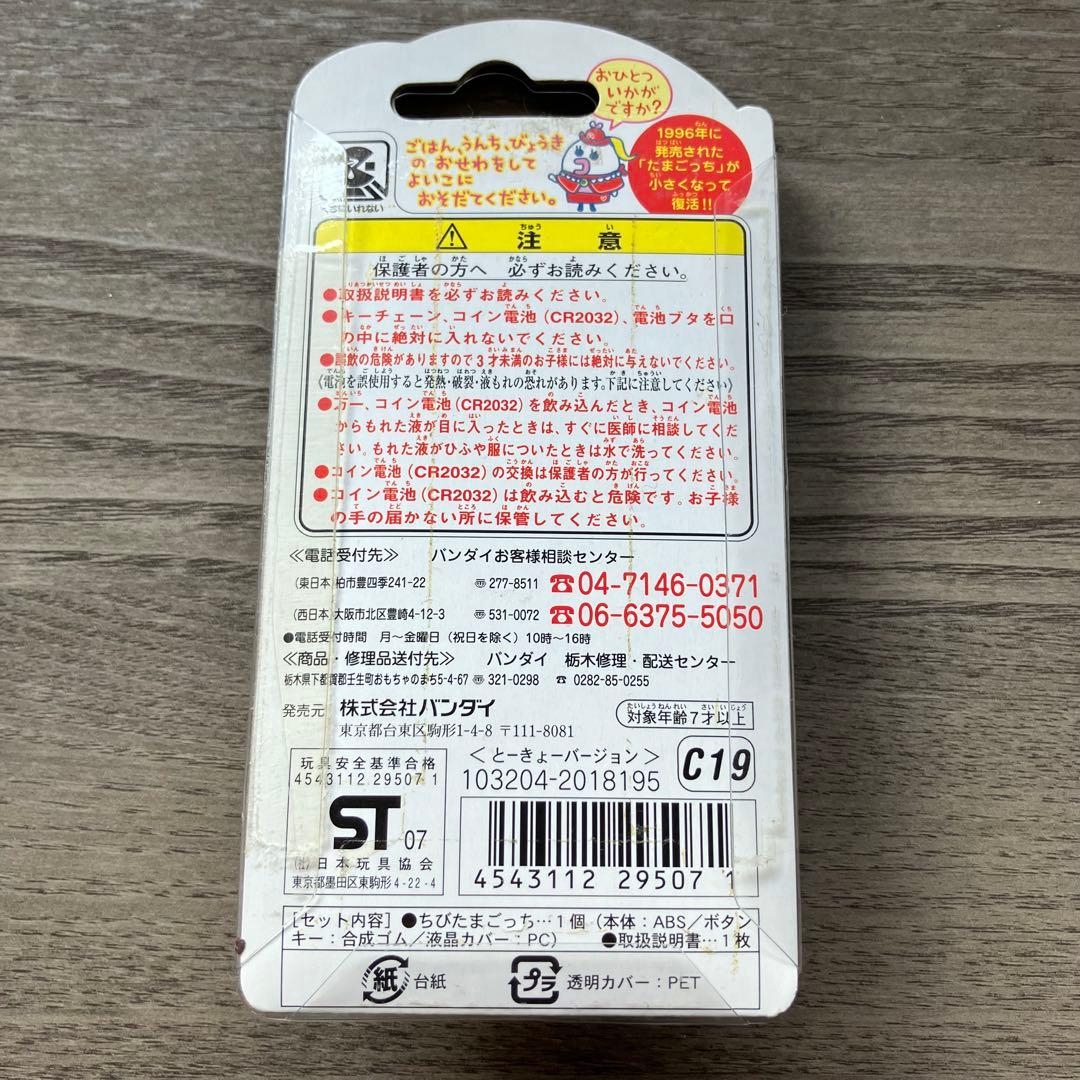 おひとつ
いかが
ですか?
ごはん、うんち、びょうき
の おせわをして
よいこに
おそだてください。
1996年に
発売された
「たまごっち」が
小さくなって
復活!!
くちにいれない
注意
保護者の方へ 必ずお読みください。
●取扱説明書を必ずお読みください。
●キーチェーン、コイン電池(CR2032)、電池ブタを口
の中に絶対に入れないでください。
●誤飲の危険がありますので3才未満のお子様には絶対に与えないでください。
《電池を誤使用すると発熱・破裂・液もれの恐れがあります。下記に注意してください》
●万一、コイン電池(CR2032)を飲み込んだとき、コイン電池
からもれた液が目に入ったときは、すぐに医師に相談してくだ
さい。もれた液がひふや服についたときは水で洗ってください。
●コイン電池(CR2032)の交換は保護者の方が行ってください。
●コイン電池(CR2032)は飲み込むと危険です。お子様
の手の届かない所に保管してください。
≪電話受付先≫ バンダイお客様相談センター
(東日本)柏市豊四季241-22 〠277-8511 ☎04-7146-0371
(西日本)大阪市北区豊崎4-12-3 〠531-0072 ☎06-6375-5050
●電話受付時間 月〜金曜日(祝日を除く)10時〜16時
≪商品・修理品送付先≫ バンダイ 栃木修理・配送センター
栃木県下都賀郡壬生町おもちゃのまち5-4-67 〠321-0298 ☎ 0282-85-0255
発売元 株式会社バンダイ
東京都台東区駒形1-4-8 〒111-8081
対象年齢7才以上
玩具安全基準合格
4543112 29507 1
ST 07
(社)日本玩具協会
東京都墨田区東駒形4-22-4
<とーきょーバージョン>
103204-2018195
C19
4543112 295071
[セット内容]●ちびたまごっち…1個(本体:ABS/ボタン
キー:合成ゴム/液晶カバー:PC) ●取扱説明書…1枚
紙 台紙
プラ 透明カバー:PET